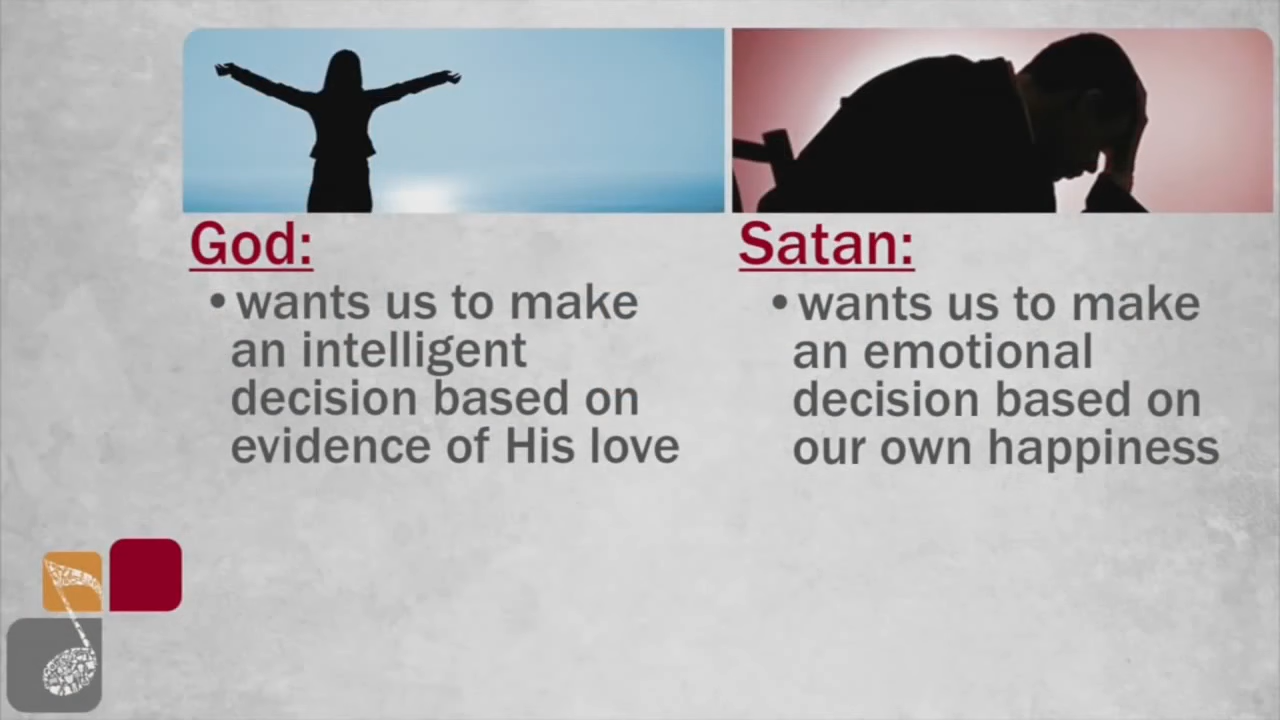 God:
•wants us to make
an intelligent
decision based on
evidence of His love
Satan:
•wants us to make
an emotional
decision based on
our own happiness